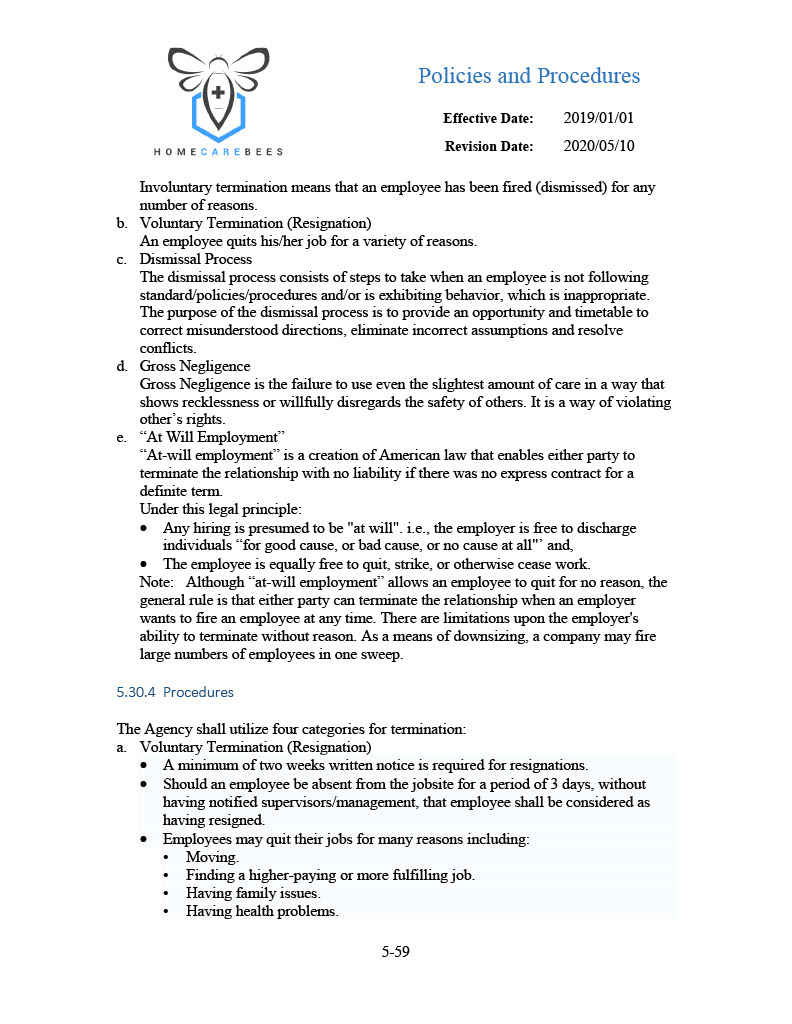 HOMECAREBEES
Policies and Procedures
Effective Date: 2019/01/01
Revision Date: 2020/05/10
Involuntary termination means that an employee has been fired (dismissed) for any
number of reasons.
b. Voluntary Termination (Resignation)
An employee quits his/her job for a variety of reasons.
c. Dismissal Process
The dismissal process consists of steps to take when an employee is not following
standard/policies/procedures and/or is exhibiting behavior, which is inappropriate.
The purpose of the dismissal process is to provide an opportunity and timetable to
correct misunderstood directions, eliminate incorrect assumptions and resolve
conflicts.
d. Gross Negligence
Gross Negligence is the failure to use even the slightest amount of care in a way that
shows recklessness or willfully disregards the safety of others. It is a way of violating
other’s rights.
e. “At Will Employment”
“At-will employment” is a creation of American law that enables either party to
terminate the relationship with no liability if there was no express contract for a
definite term.
Under this legal principle:
• Any hiring is presumed to be "at will". i.e., the employer is free to discharge
individuals “for good cause, or bad cause, or no cause at all"’ and,
• The employee is equally free to quit, strike, or otherwise cease work.
Note: Although “at-will employment” allows an employee to quit for no reason, the
general rule is that either party can terminate the relationship when an employer
wants to fire an employee at any time. There are limitations upon the employer's
ability to terminate without reason. As a means of downsizing, a company may fire
large numbers of employees in one sweep.
5.30.4 Procedures
The Agency shall utilize four categories for termination:
a. Voluntary Termination (Resignation)
• A minimum of two weeks written notice is required for resignations.
• Should an employee be absent from the jobsite for a period of 3 days, without
having notified supervisors/management, that employee shall be considered as
having resigned.
• Employees may quit their jobs for many reasons including:
• Moving.
• Finding a higher-paying or more fulfilling job.
• Having family issues.
• Having health problems.
5-59